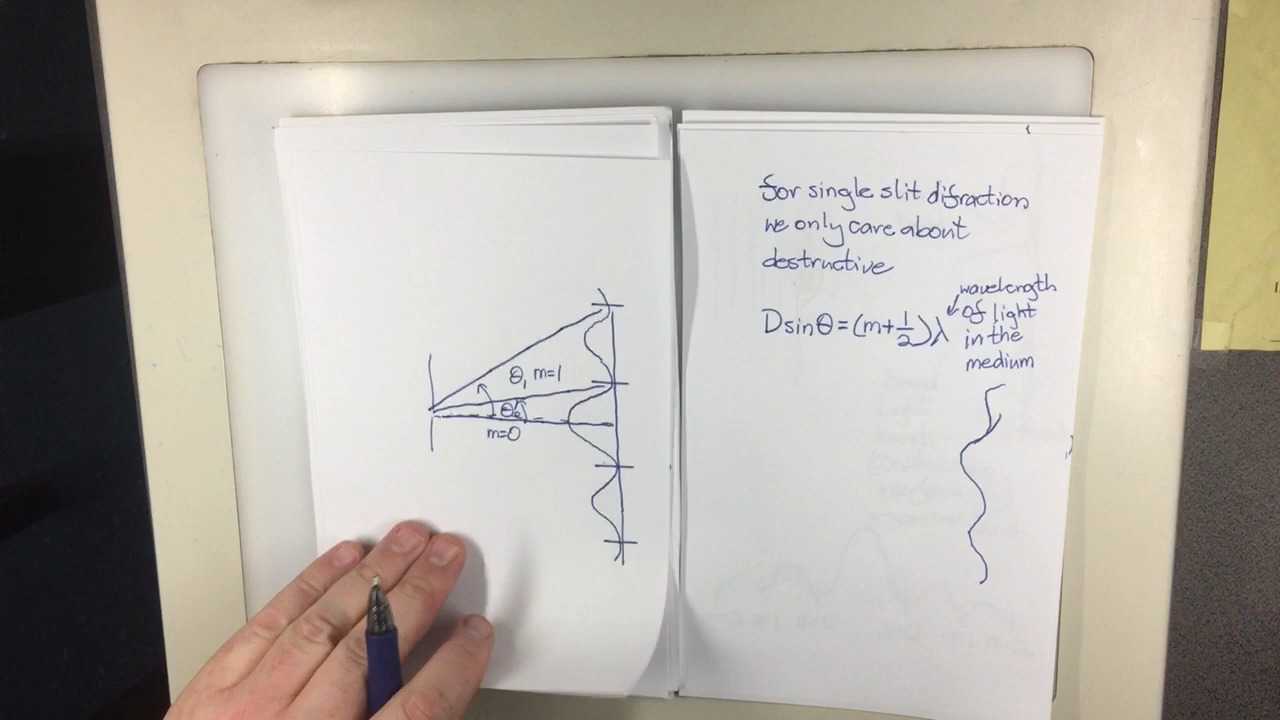 θ, m=1
θ
m=0
for single slit difraction
we only care about
destructive
Dsinθ=(m+1/2)λ
wavelength
of light
in the
medium